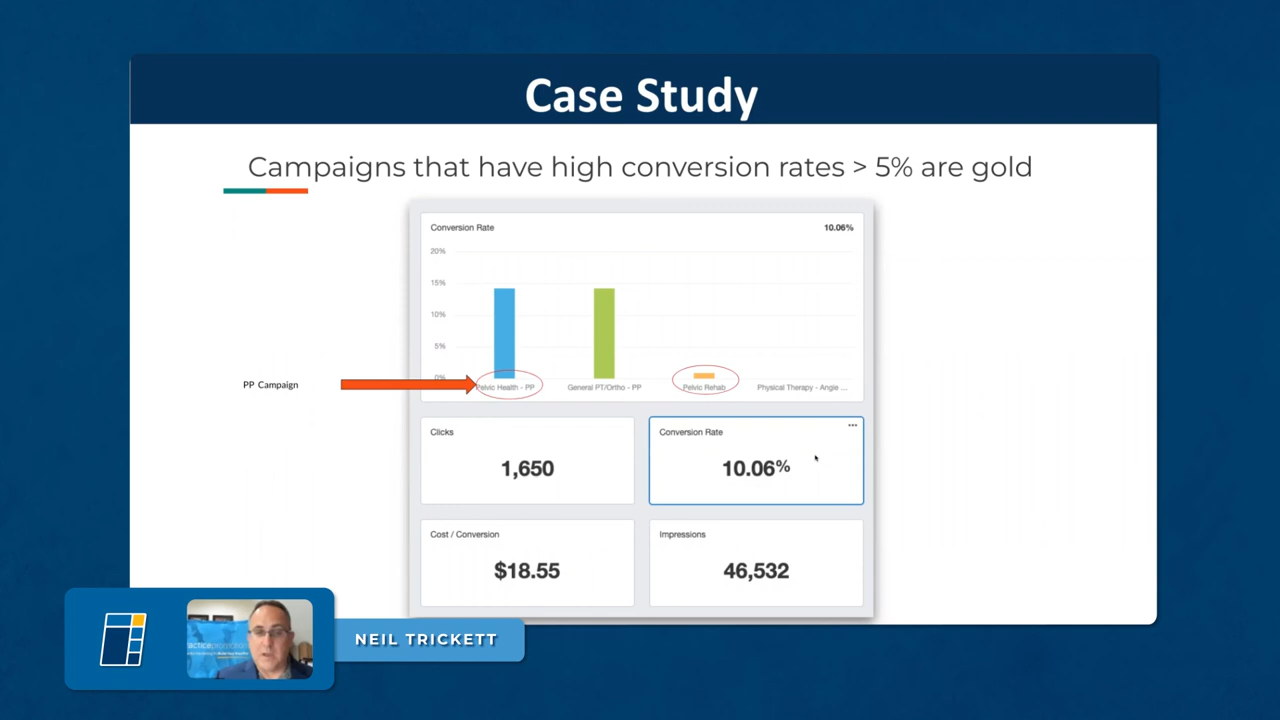 Case Study
Campaigns that have high conversion rates > 5% are gold
Conversion Rate
10.06%
20%
15%
10%
5%
0%
Pelvic Health - PP
General PT/Ortho - PP
Pelvic Rehab
Physical Therapy - Angie ...
PP Campaign
Clicks
1,650
Conversion Rate
10.06%
Cost / Conversion
$18.55
Impressions
46,532
NEIL TRICKETT